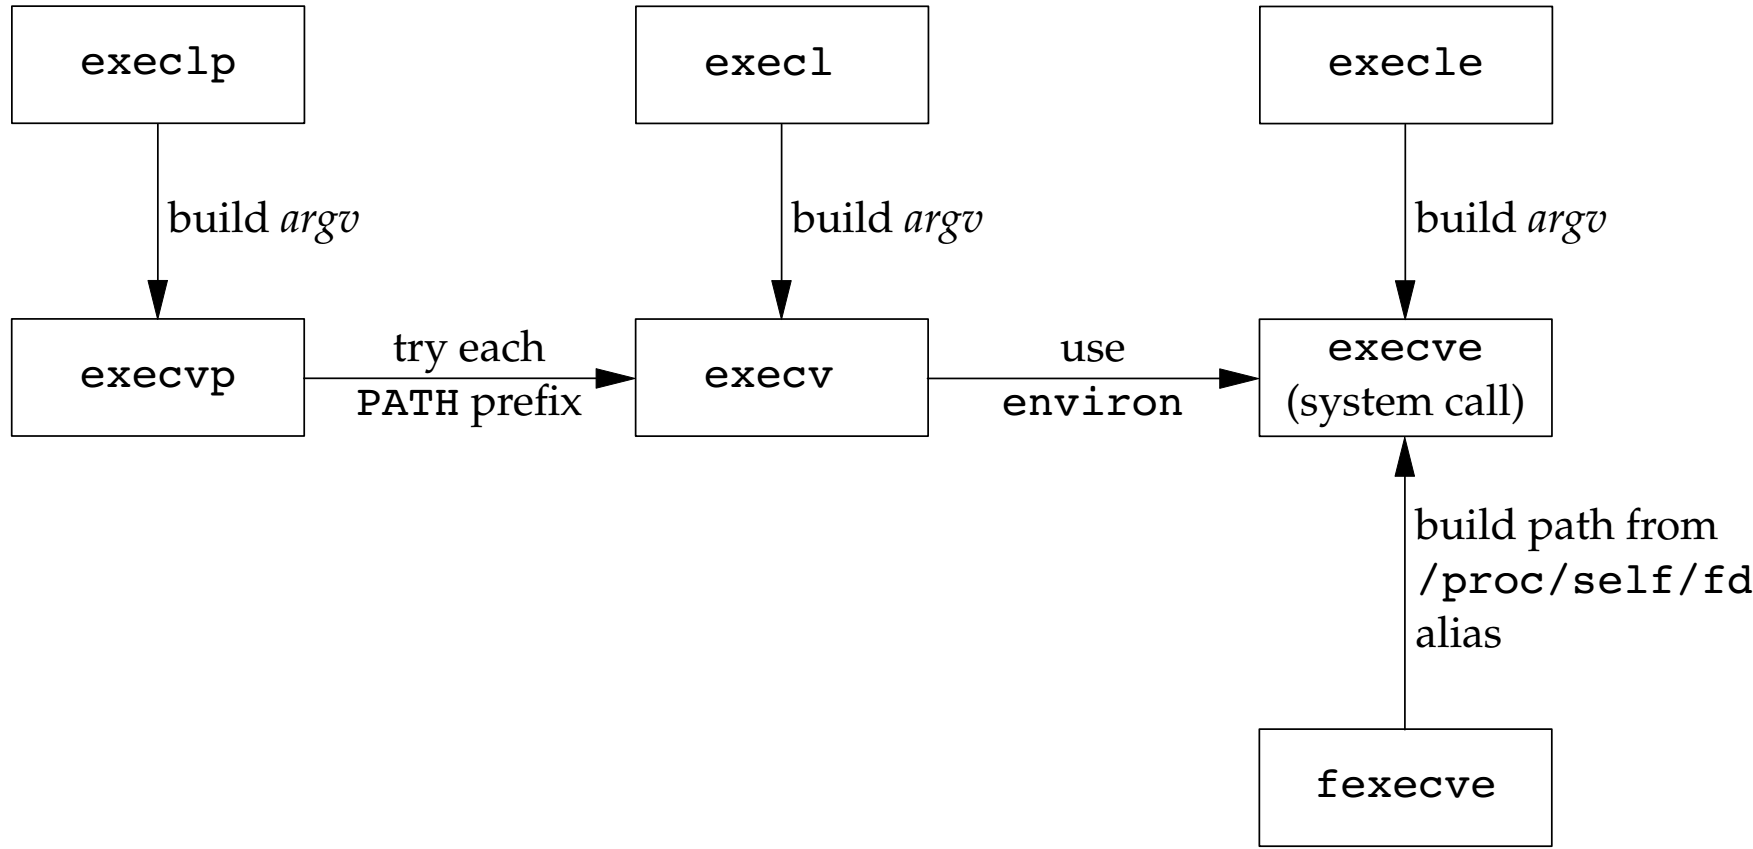 execlp
execl
execle
build argv
build argv
build argv
execvp
try each
PATH prefix
execv
use
environ
execve
(system call)
build path from
/proc/self/fd
alias
fexecve